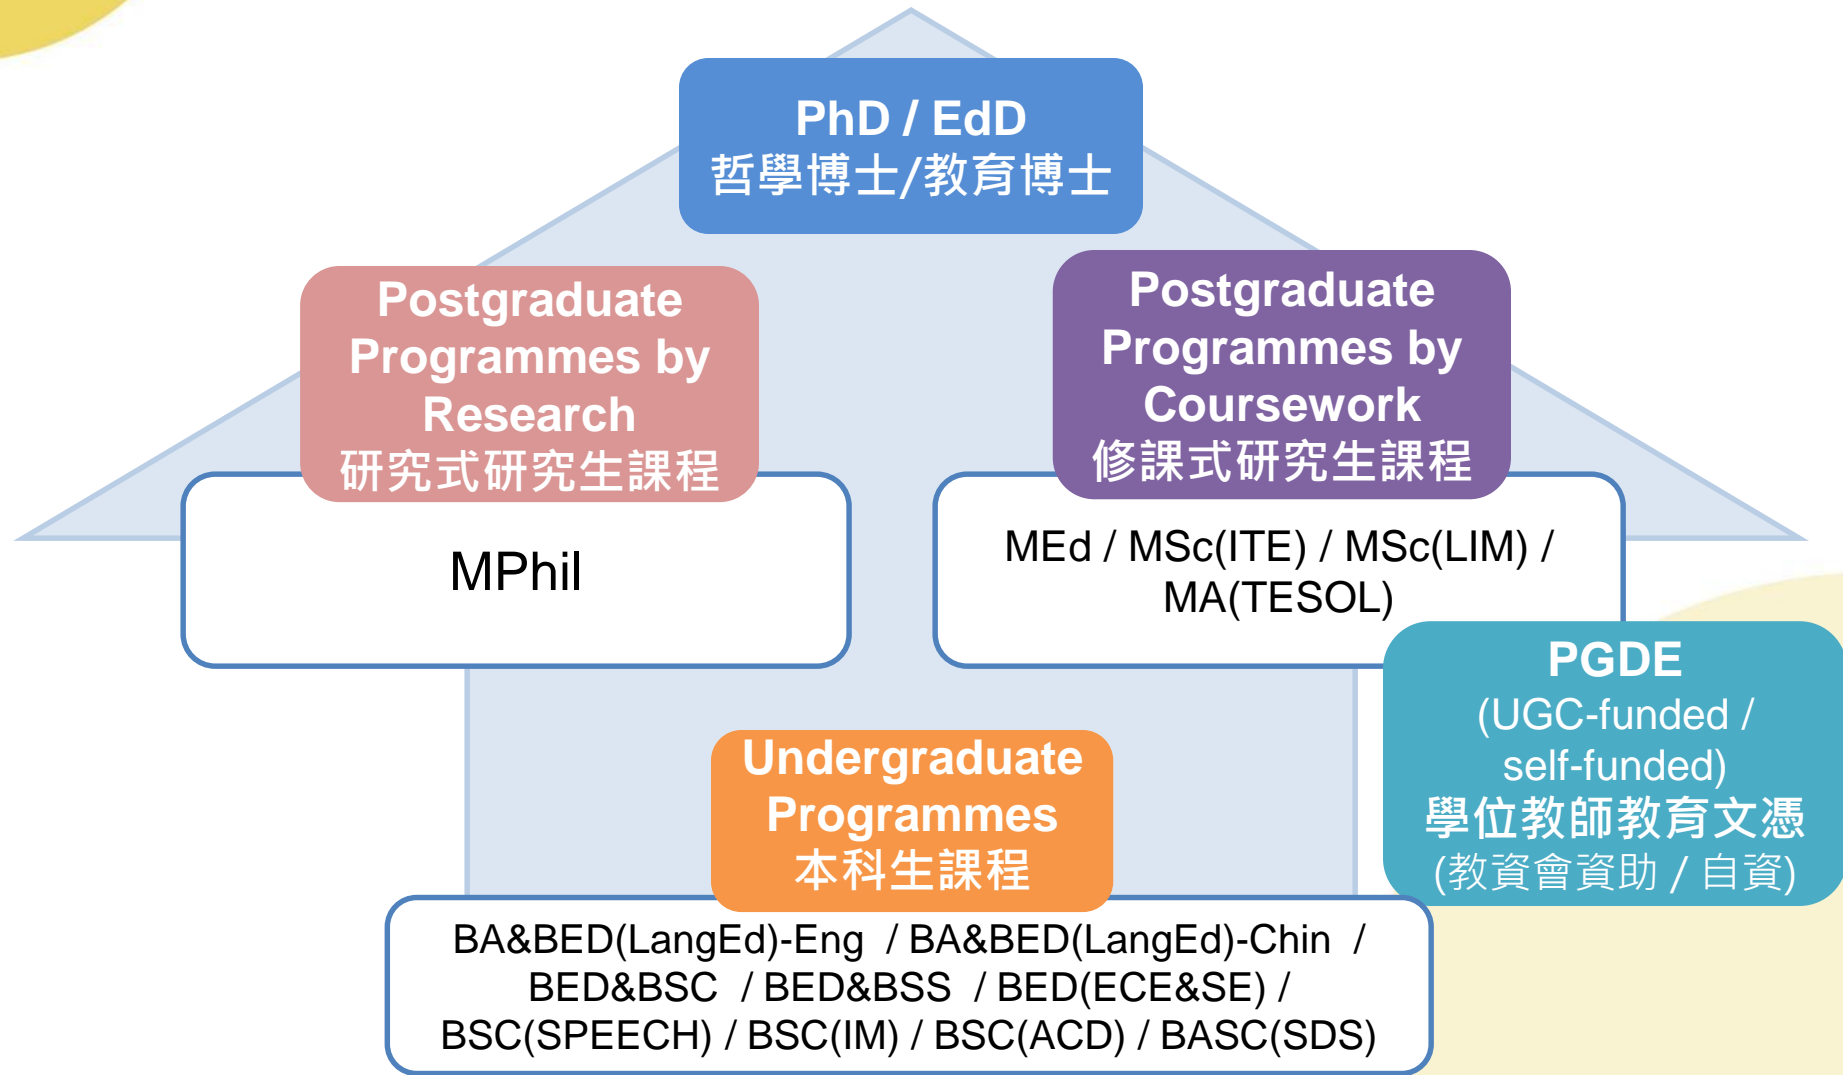 PhD / EdD
哲學博士/教育博士
Postgraduate
Programmes by
Research
研究式研究生課程
MPhil
Postgraduate
Programmes by
Coursework
修課式研究生課程
MEd / MSc(ITE) / MSc(LIM) /
MA(TESOL)
PGDE
(UGC-funded /
self-funded)
學位教師教育文憑
(教資會資助 / 自資)
Undergraduate
Programmes
本科生課程
BA&BED(LangEd)-Eng / BA&BED(LangEd)-Chin /
BED&BSC / BED&BSS / BED(ECE&SE) /
BSC(SPEECH) / BSC(IM) / BSC(ACD) / BASC(SDS)